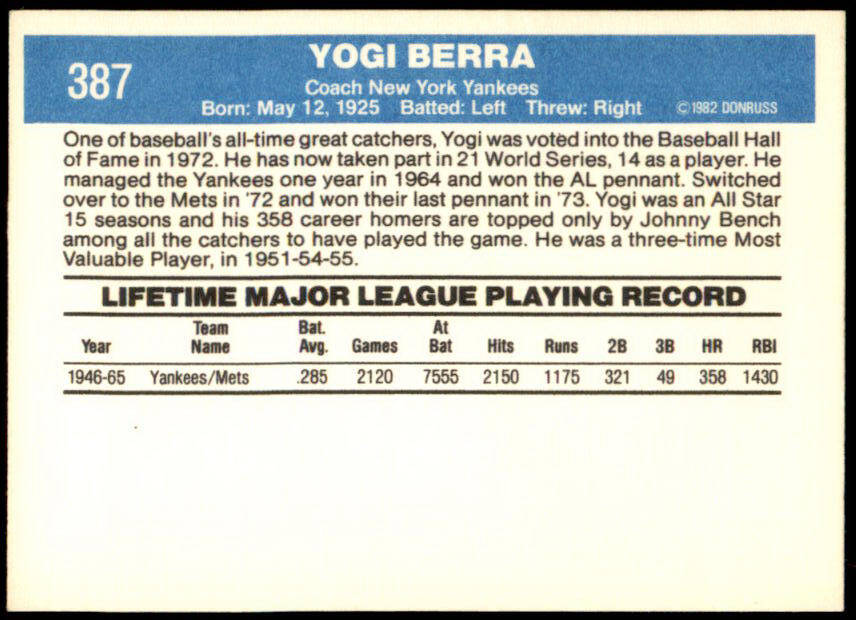 387
YOGI BERRA
Coach New York Yankees
Born: May 12, 1925 Batted: Left Threw: Right ©1982 DONRUSS
One of baseball's all-time great catchers, Yogi was voted into the Baseball Hall
of Fame in 1972. He has now taken part in 21 World Series, 14 as a player. He
managed the Yankees one year in 1964 and won the AL pennant. Switched
over to the Mets in '72 and won their last pennant in '73. Yogi was an All Star
15 seasons and his 358 career homers are topped only by Johnny Bench
among all the catchers to have played the game. He was a three-time Most
Valuable Player, in 1951-54-55.
LIFETIME MAJOR LEAGUE PLAYING RECORD
Year Team Name Bat. Avg. Games At Bat Hits Runs 2B 3B HR RBI
1946-65 Yankees/Mets .285 2120 7555 2150 1175 321 49 358 1430